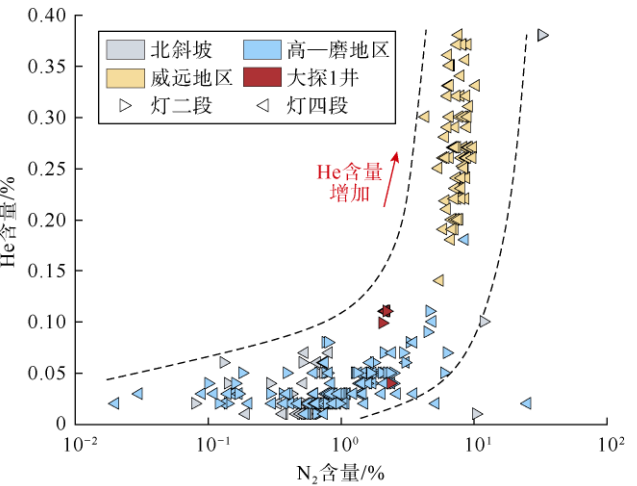 0.40
0.35
0.30
0.25
0.20
0.15
0.10
0.05
0
He含量/%
北斜坡
高—磨地区
威远地区
大探1井
灯二段
灯四段
He含量
增加
10⁻²
10⁻¹
10⁰
10¹
10²
N₂含量/%